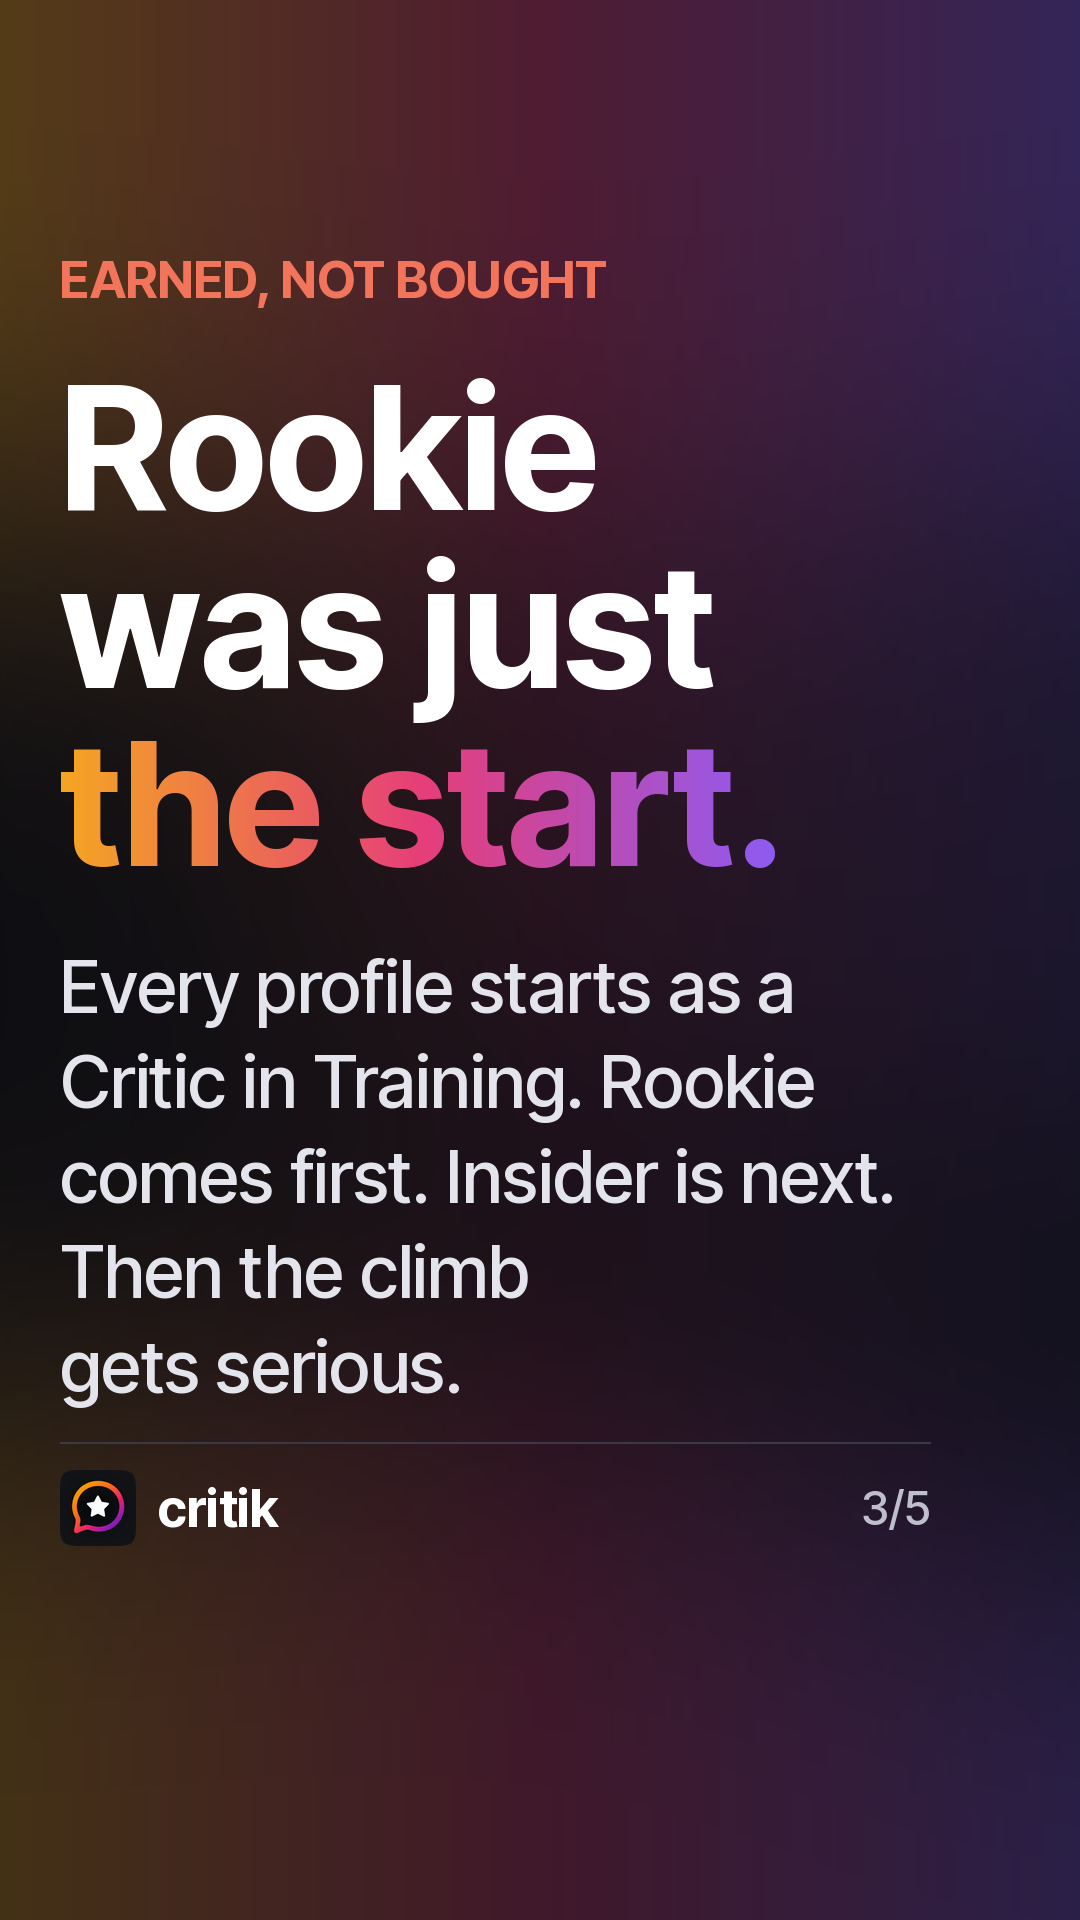 EARNED, NOT BOUGHT
Rookie
was just
the start.
Every profile starts as a
Critic in Training. Rookie
comes first. Insider is next.
Then the climb
gets serious.
critik
3/5